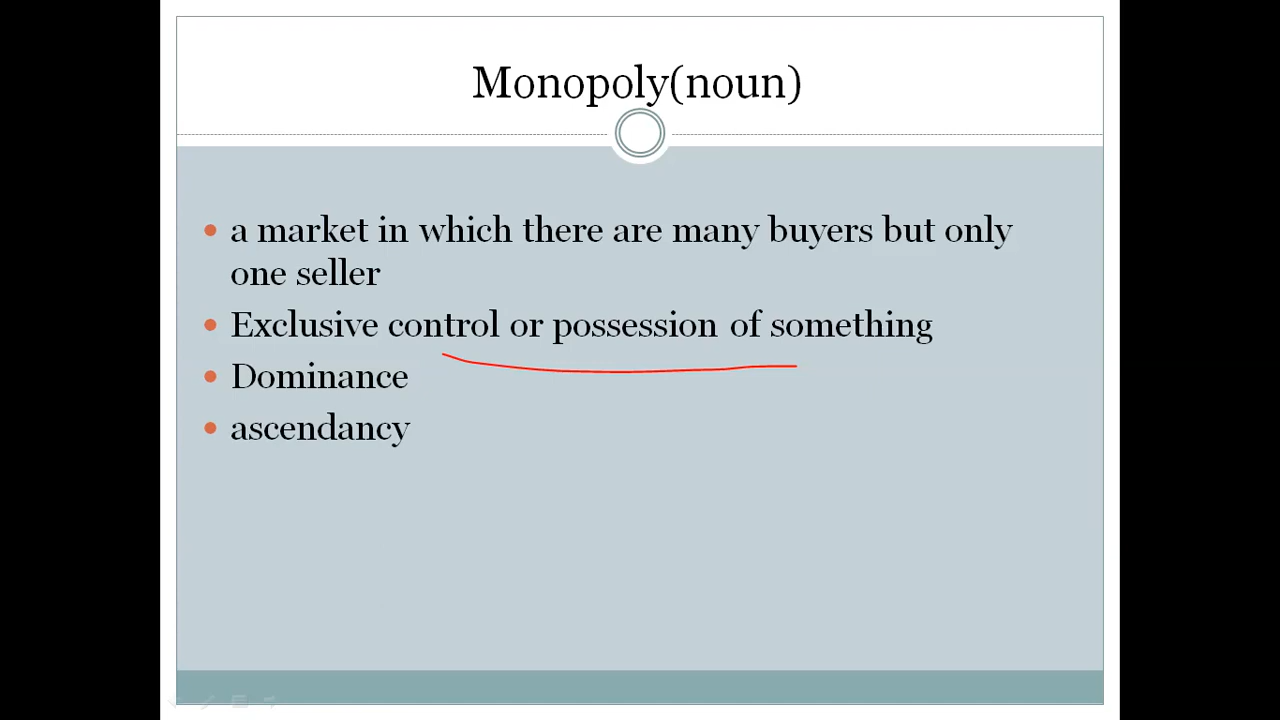 Monopoly(noun)
a market in which there are many buyers but only
one seller
Exclusive control or possession of something
Dominance
ascendancy